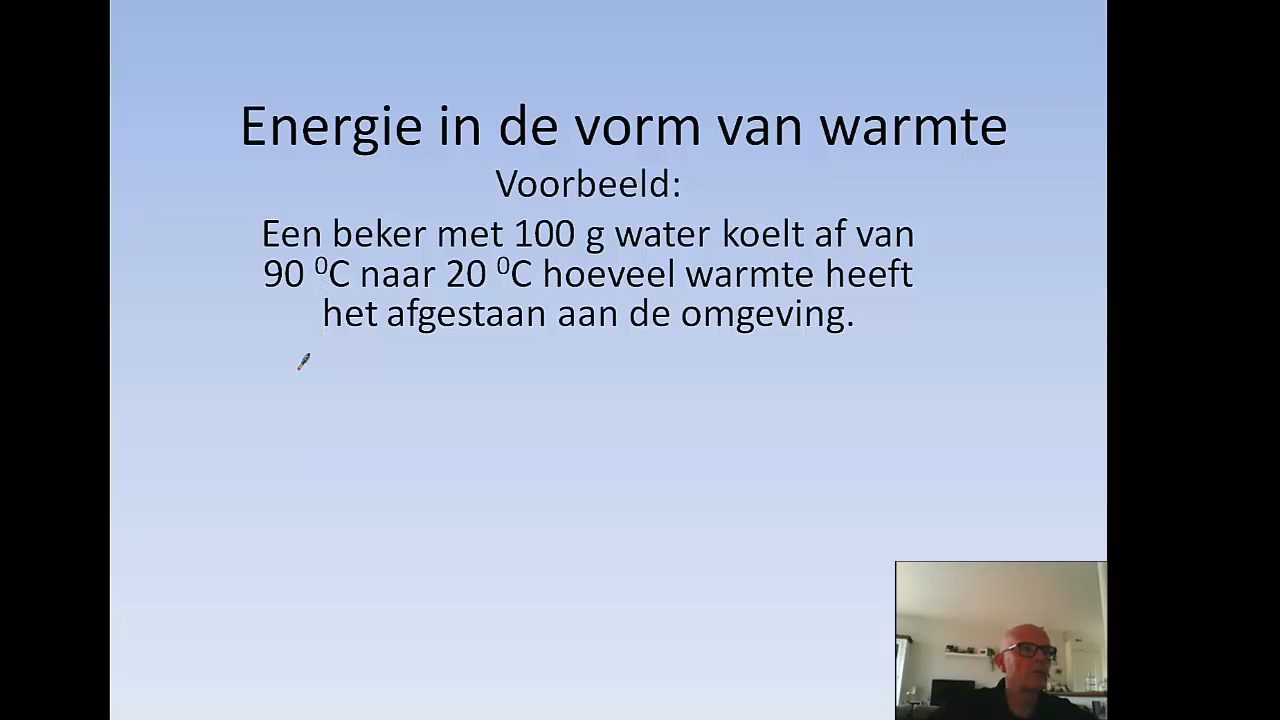 Energie in de vorm van warmte
Voorbeeld:
Een beker met 100 g water koelt af van
90 ⁰C naar 20 ⁰C hoeveel warmte heeft
het afgestaan aan de omgeving.